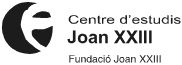 Centre d'estudis
Joan XXIII
Fundació Joan XXIII